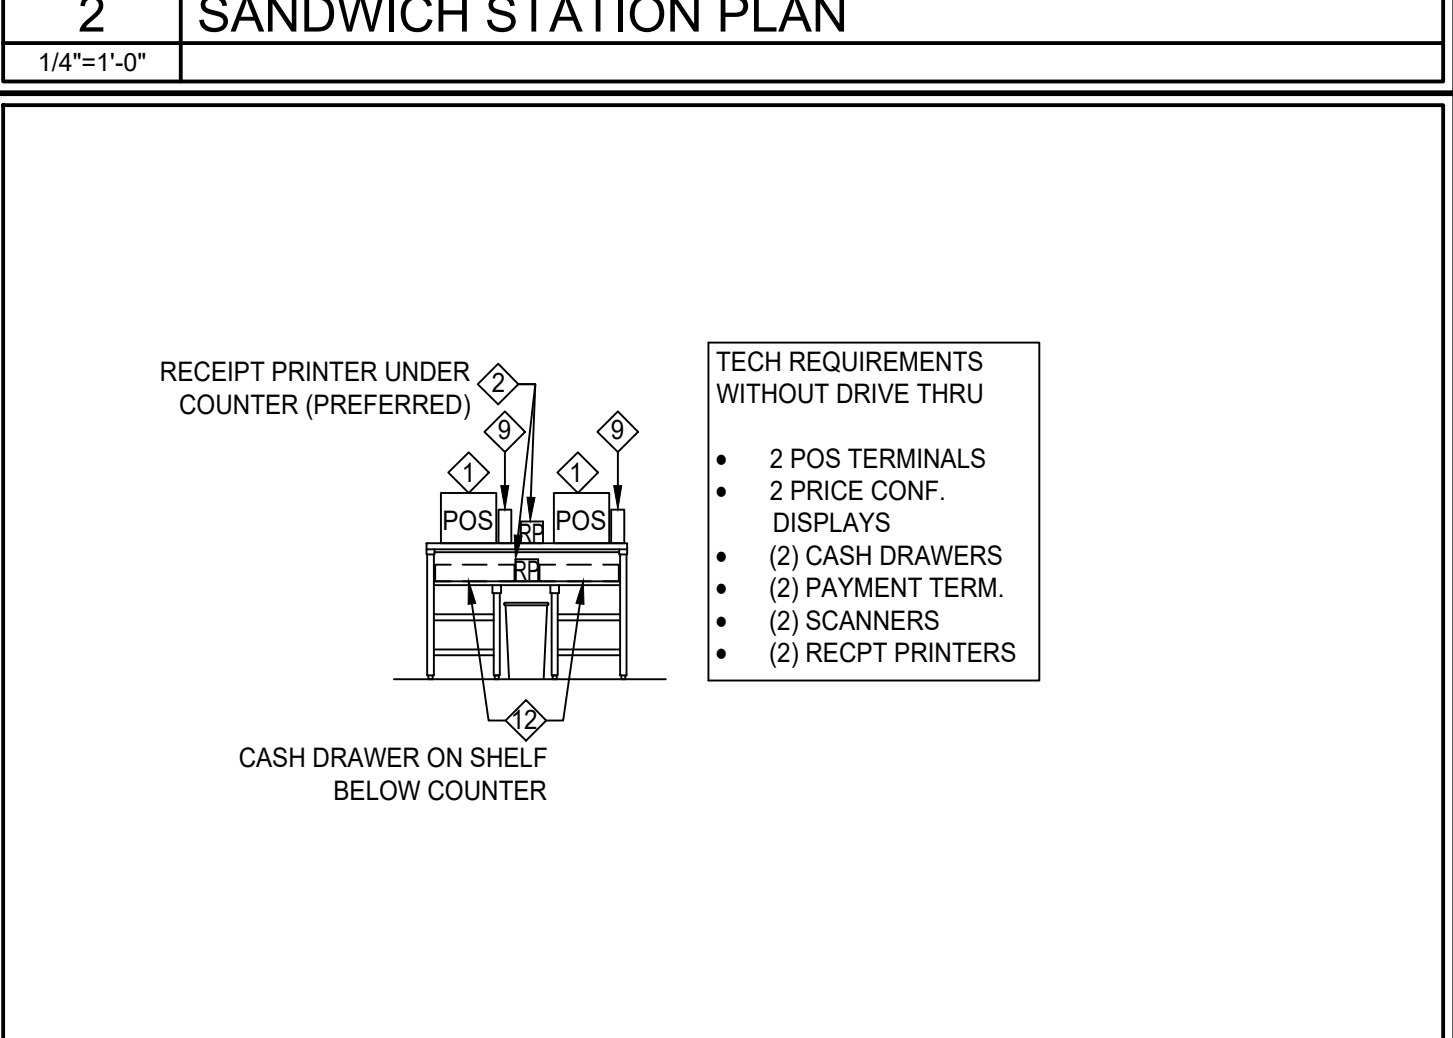 2
SANDWICH STATION PLAN
1/4"=1'-0"
RECEIPT PRINTER UNDER
COUNTER (PREFERRED)
2
9
9
1
1
POS
RP
POS
RP
12
CASH DRAWER ON SHELF
BELOW COUNTER
TECH REQUIREMENTS
WITHOUT DRIVE THRU
• 2 POS TERMINALS
• 2 PRICE CONF.
DISPLAYS
• (2) CASH DRAWERS
• (2) PAYMENT TERM.
• (2) SCANNERS
• (2) RECPT PRINTERS